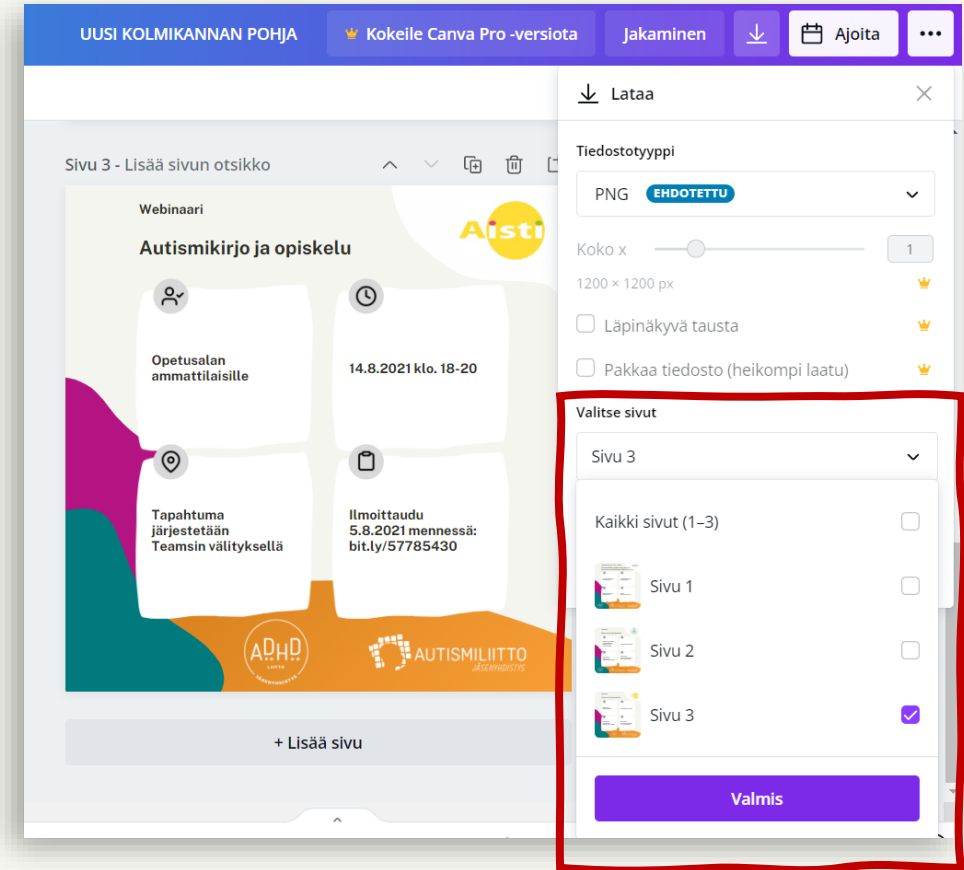 UUSI KOLMIKANNAN POHJA
Kokeile Canva Pro -versiota
Jakaminen
Ajoita
Lataa
Tiedostotyyppi
PNG EHDOTETTU
Koko x
1
1200 × 1200 px
Läpinäkyvä tausta
Pakkaa tiedosto (heikompi laatu)
Valitse sivut
Sivu 3
Kaikki sivut (1–3)
Sivu 1
Sivu 2
Sivu 3
Valmis
Sivu 3 - Lisää sivun otsikko
Webinaari
Aisti
Autismikirjo ja opiskelu
Opetusalan
ammattilaisille
14.8.2021 klo. 18-20
Tapahtuma
järjestetään
Teamsin välityksellä
Ilmoittaudu
5.8.2021 mennessä:
bit.ly/57785430
ADHD
LIITTO
JÄSENYHDISTYS
AUTISMILIITTO
JÄSENYHDISTYS
+ Lisää sivu